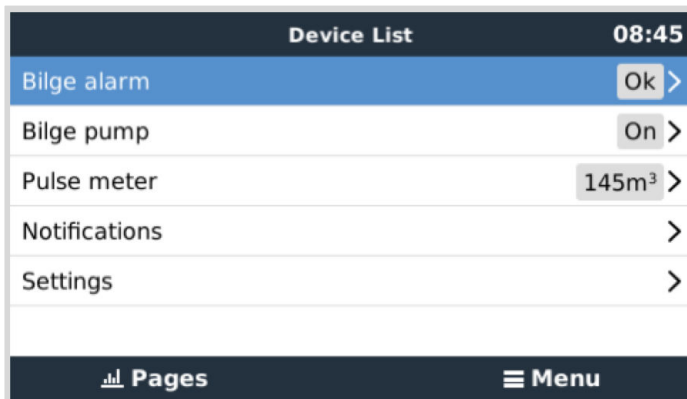 Device List 08:45
Bilge alarm Ok
Bilge pump On
Pulse meter 145m³
Notifications
Settings
Pages Menu